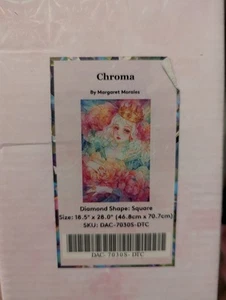 Chroma
By Margaret Morales
Diamond Shape: Square
Size: 18.5" x 28.0" (46.8cm x 70.7cm)
SKU: DAC-70305-DTC
DAC-70305-DTC